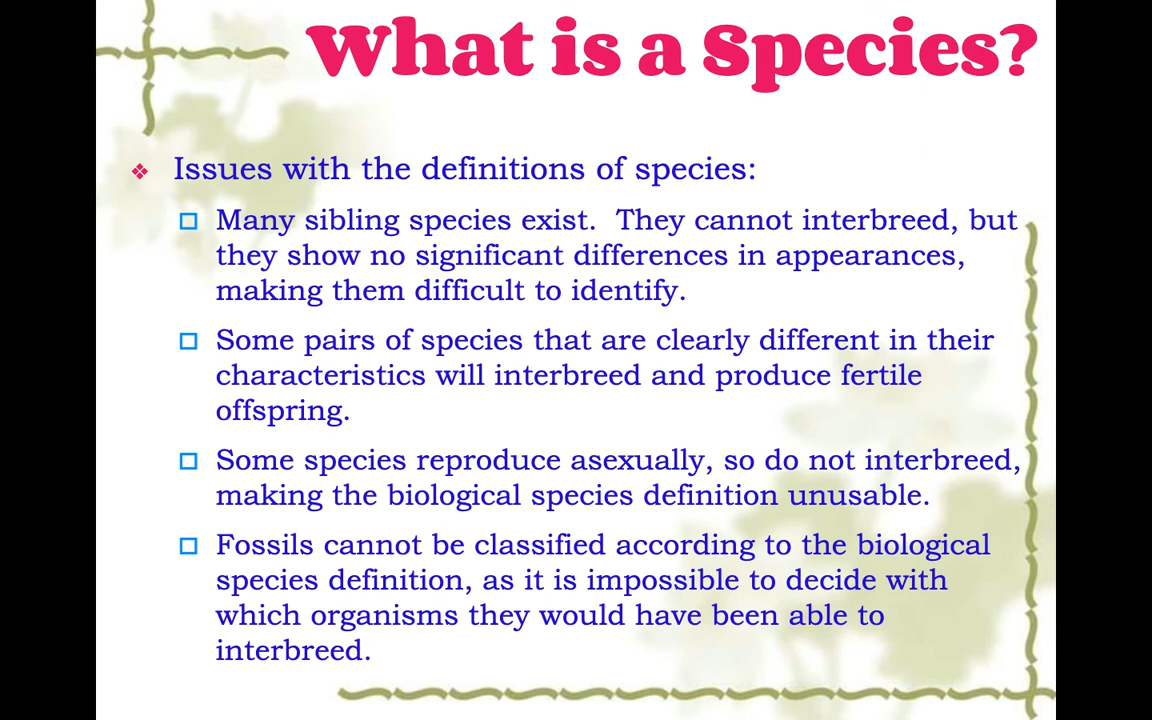 What is a Species?
Issues with the definitions of species:
Many sibling species exist.  They cannot interbreed, but
they show no significant differences in appearances,
making them difficult to identify.
Some pairs of species that are clearly different in their
characteristics will interbreed and produce fertile
offspring.
Some species reproduce asexually, so do not interbreed,
making the biological species definition unusable.
Fossils cannot be classified according to the biological
species definition, as it is impossible to decide with
which organisms they would have been able to
interbreed.